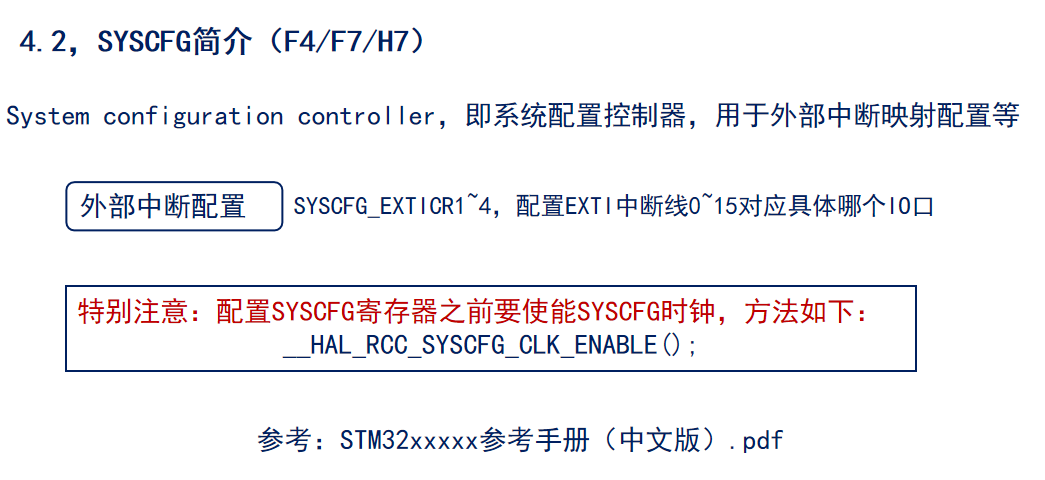 4.2，SYSCFG简介（F4/F7/H7）
System configuration controller，即系统配置控制器，用于外部中断映射配置等
外部中断配置 SYSCFG_EXTICR1~4，配置EXTI中断线0~15对应具体哪个IO口
特别注意：配置SYSCFG寄存器之前要使能SYSCFG时钟，方法如下：
__HAL_RCC_SYSCFG_CLK_ENABLE();
参考：STM32xxxxx参考手册（中文版）.pdf